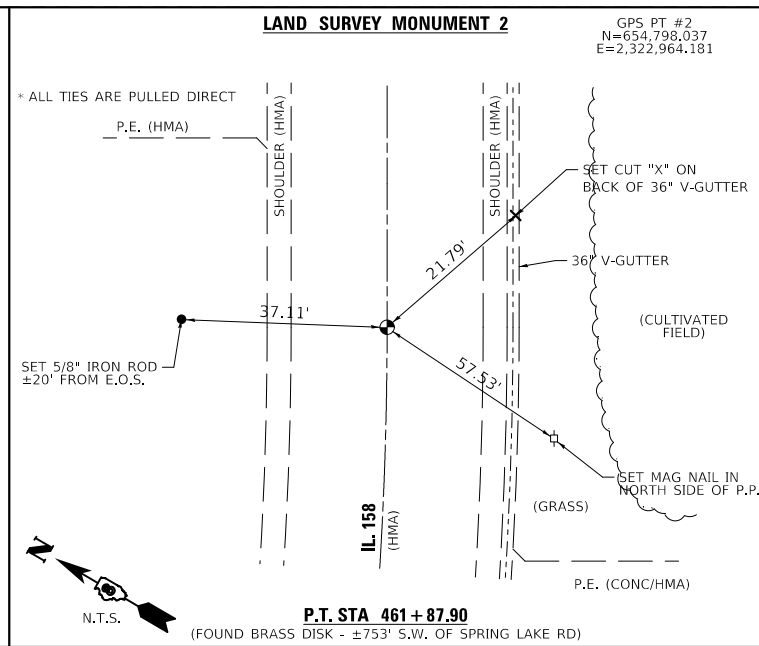 LAND SURVEY MONUMENT 2
GPS PT #2
N=654,798.037
E=2,322,964.181
* ALL TIES ARE PULLED DIRECT
P.E. (HMA)
SHOULDER (HMA)
SHOULDER (HMA)
SET CUT "X" ON
BACK OF 36" V-GUTTER
21.79'
36" V-GUTTER
37.11'
(CULTIVATED
FIELD)
SET 5/8" IRON ROD
±20' FROM E.O.S.
57.53'
SET MAG NAIL IN
NORTH SIDE OF P.P.
(GRASS)
IL. 158
(HMA)
N
P.E. (CONC/HMA)
N.T.S.
P.T. STA 461+87.90
(FOUND BRASS DISK - ±753' S.W. OF SPRING LAKE RD)